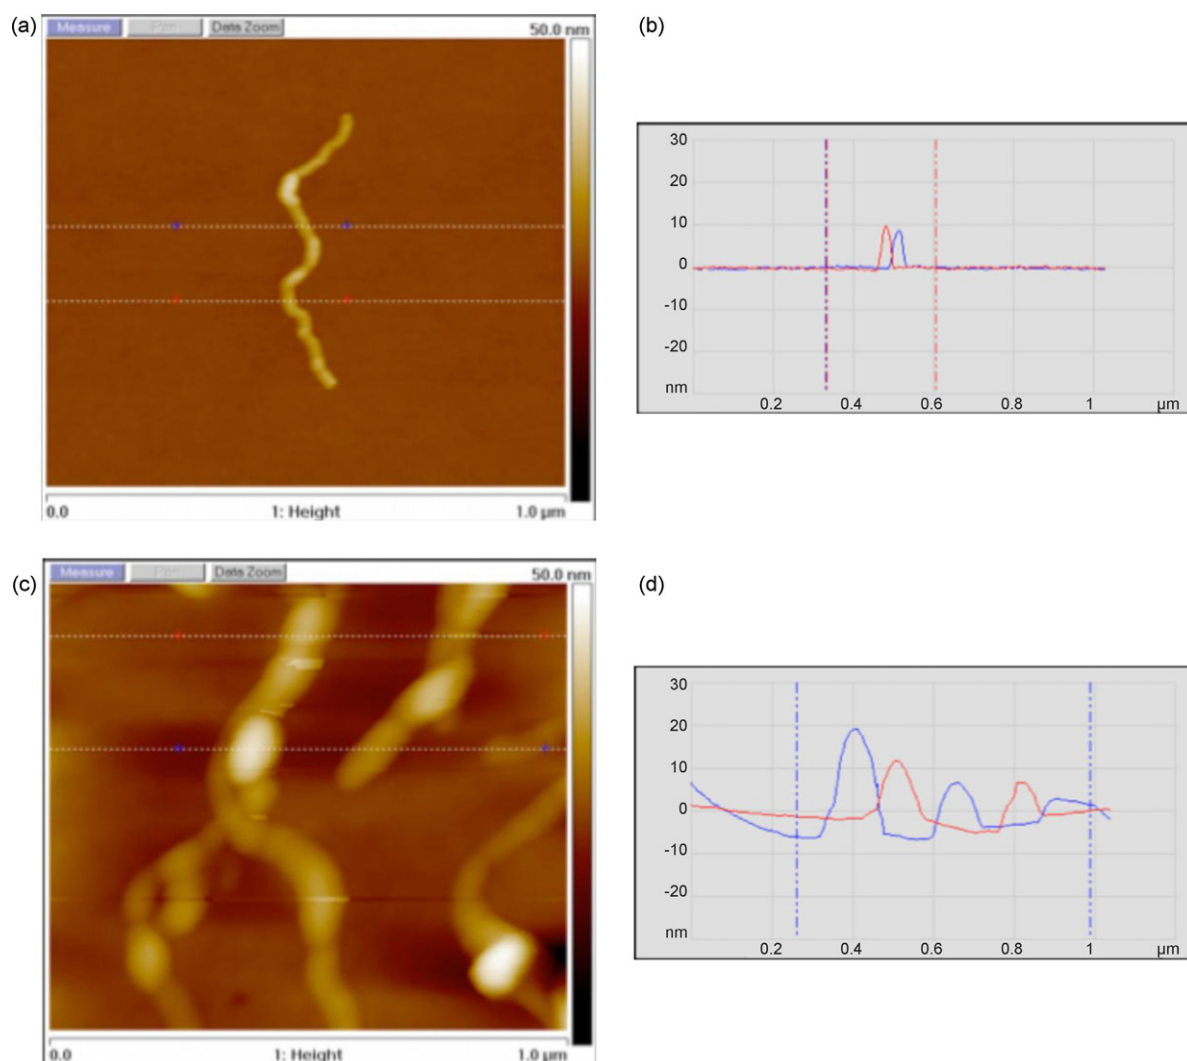 (a)
Measure Pan Data Zoom
50.0 nm
0.0 1: Height 1.0 µm
(b)
30
20
10
0
-10
-20
nm
0.2 0.4 0.6 0.8 1 µm
(c)
Measure Data Zoom
50.0 nm
0.0 1: Height 1.0 µm
(d)
30
20
10
0
-10
-20
nm
0.2 0.4 0.6 0.8 1 µm